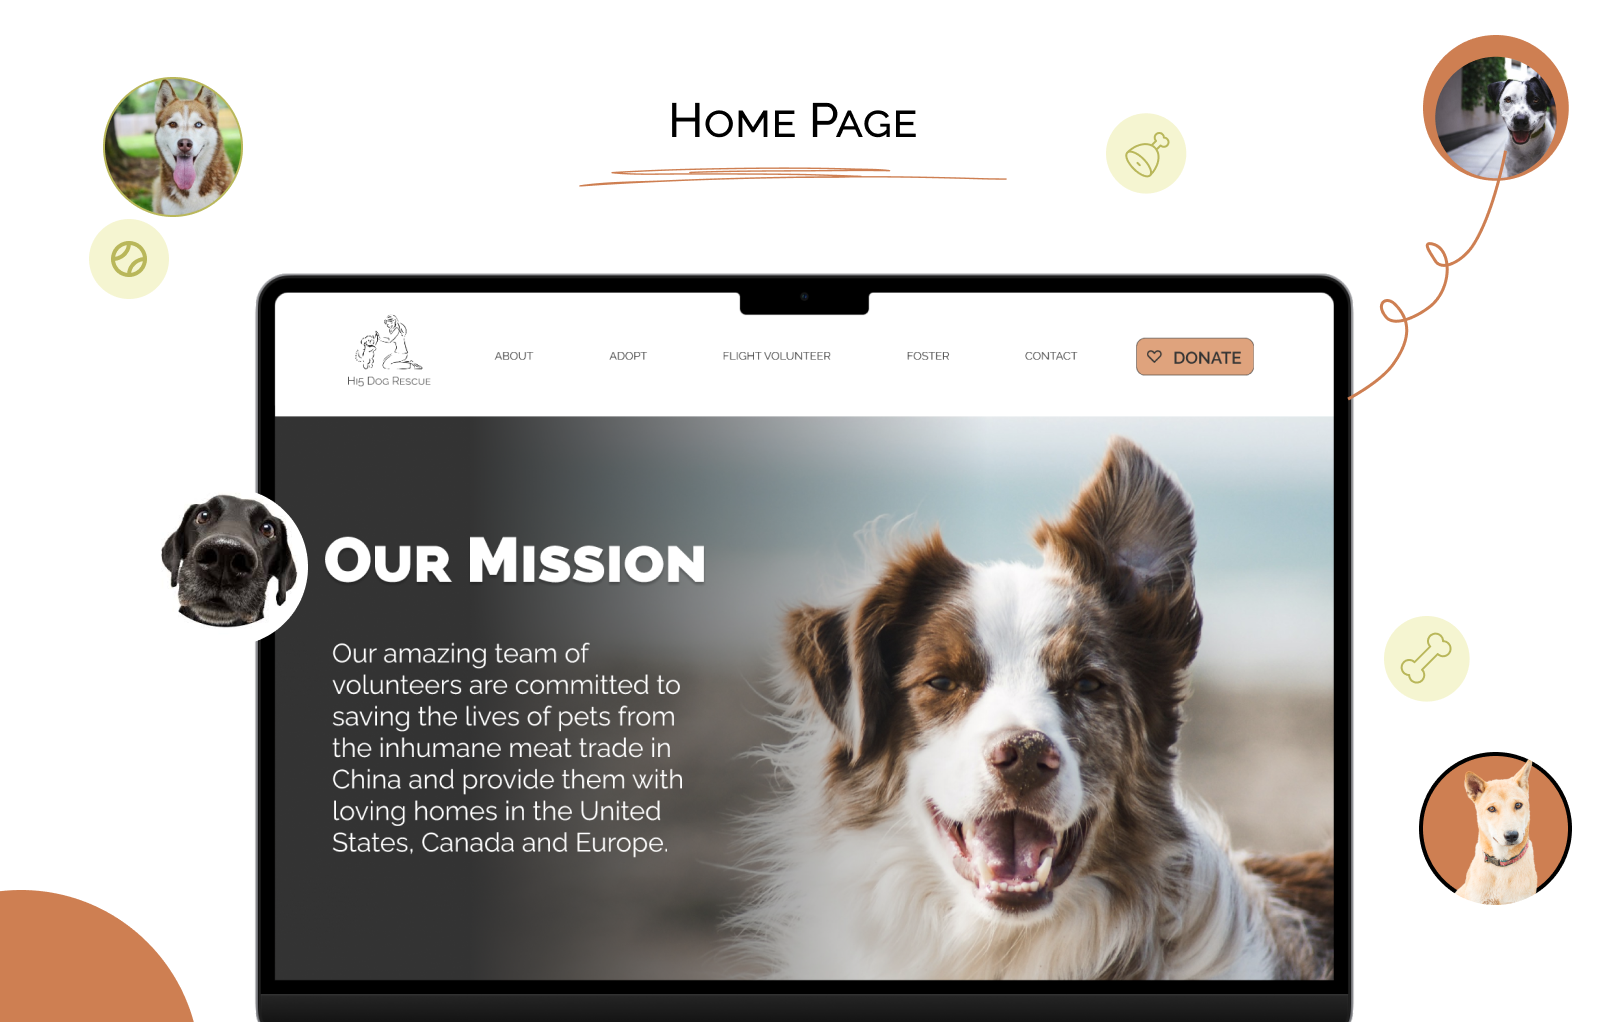 Home Page
Hi5 Dog Rescue
ABOUT
ADOPT
FLIGHT VOLUNTEER
FOSTER
CONTACT
DONATE
Our Mission
Our amazing team of
volunteers are committed to
saving the lives of pets from
the inhumane meat trade in
China and provide them with
loving homes in the United
States, Canada and Europe.